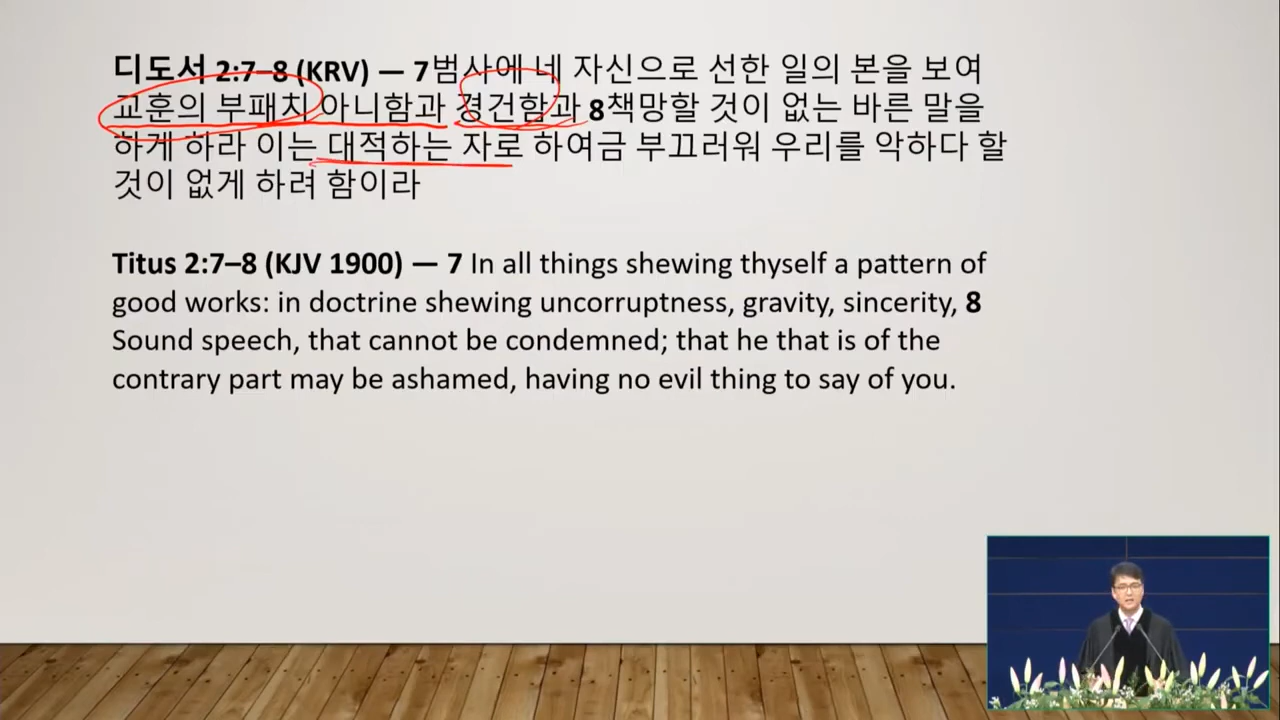 디도서 2:7–8 (KRV) — 7범사에 네 자신으로 선한 일의 본을 보여
교훈의 부패치 아니함과 경건함과 8책망할 것이 없는 바른 말을
하게 하라 이는 대적하는 자로 하여금 부끄러워 우리를 악하다 할
것이 없게 하려 함이라
Titus 2:7–8 (KJV 1900) — 7 In all things shewing thyself a pattern of
good works: in doctrine shewing uncorruptness, gravity, sincerity, 8
Sound speech, that cannot be condemned; that he that is of the
contrary part may be ashamed, having no evil thing to say of you.